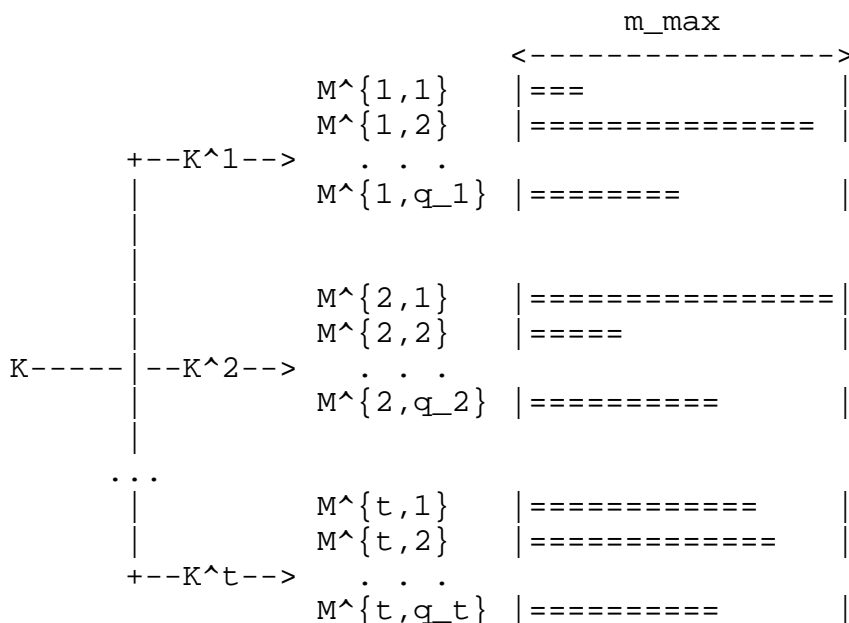 m_max
<---------------->
M^{1,1} |=== |
M^{1,2} |=============== |
+--K^1--> . . .
| M^{1,q_1} |======== |
|
|
| M^{2,1} |================|
| M^{2,2} |===== |
K-----|--K^2--> . . .
| M^{2,q_2} |========== |
|
...
| M^{t,1} |============ |
| M^{t,2} |============= |
+--K^t--> . . .
M^{t,q_t} |========== |